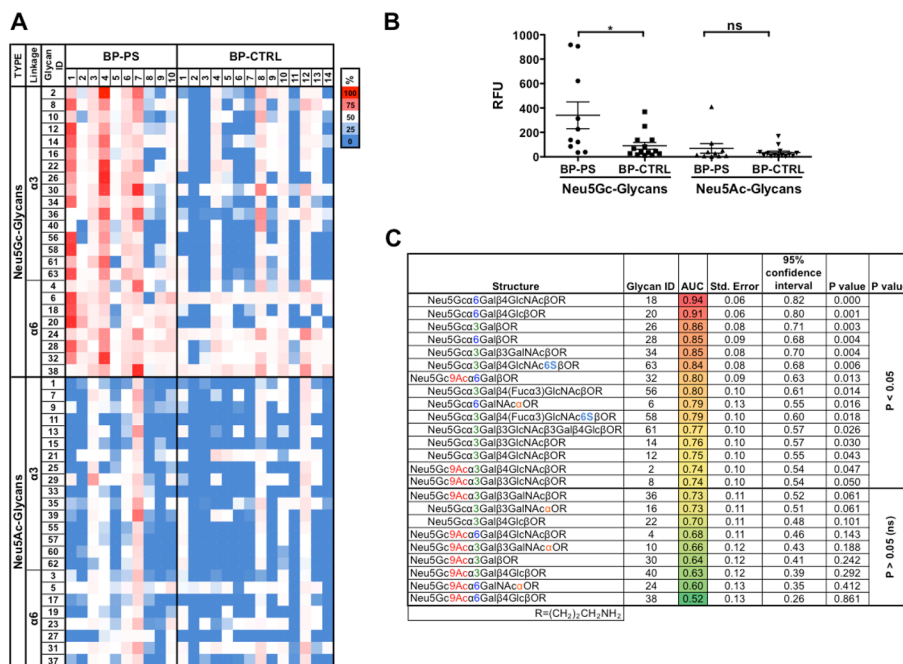 A
TYPE
Linkage
Glycan ID
BP-PS
BP-CTRL
1 2 3 4 5 6 7 8 9 10 1 2 3 4 5 6 7 8 9 10 11 12 13 14
Neu5Gc-Glycans
α3
2
8
10
12
14
16
22
26
30
34
36
40
56
58
61
63
α6
4
6
18
20
24
28
32
38
Neu5Ac-Glycans
α3
1
7
9
11
13
15
21
25
29
33
35
39
55
57
60
62
α6
3
5
17
19
23
27
31
37
%
100
75
50
25
0
B
RFU
1000
800
600
400
200
0
*
ns
BP-PS BP-CTRL BP-PS BP-CTRL
Neu5Gc-Glycans Neu5Ac-Glycans
C
Structure Glycan ID AUC Std. Error 95% confidence interval P value P value
Neu5Gcα6Galβ4GlcNAcβOR 18 0.94 0.06 0.82 0.000
Neu5Gcα6Galβ4GlcβOR 20 0.91 0.06 0.80 0.001
Neu5Gcα3GalβOR 26 0.86 0.08 0.71 0.003
Neu5Gcα6GalβOR 28 0.85 0.09 0.68 0.004
Neu5Gcα3Galβ3GalNAcβOR 34 0.85 0.08 0.70 0.004
Neu5Gcα3Galβ4GlcNAc6SβOR 63 0.84 0.08 0.68 0.006
Neu5Gc9Acα6GalβOR 32 0.80 0.09 0.63 0.013
Neu5Gcα3Galβ4(Fucα3)GlcNAcβOR 56 0.80 0.10 0.61 0.014
Neu5Gcα6GalNAcαOR 6 0.79 0.13 0.55 0.016
Neu5Gcα3Galβ4(Fucα3)GlcNAc6SβOR 58 0.79 0.10 0.60 0.018
Neu5Gcα3Galβ3GlcNAcβ3Galβ4GlcβOR 61 0.77 0.10 0.57 0.026
Neu5Gcα3Galβ3GlcNAcβOR 14 0.76 0.10 0.57 0.030
Neu5Gcα3Galβ4GlcNAcβOR 12 0.75 0.10 0.55 0.043
Neu5Gc9Acα3Galβ4GlcNAcβOR 2 0.74 0.10 0.54 0.047
Neu5Gc9Acα3Galβ3GlcNAcβOR 8 0.74 0.10 0.54 0.050
P < 0.05
Neu5Gc9Acα3Galβ3GalNAcβOR 36 0.73 0.11 0.52 0.061
Neu5Gcα3Galβ3GalNAcαOR 16 0.73 0.11 0.51 0.061
Neu5Gcα3Galβ4GlcβOR 22 0.70 0.11 0.48 0.101
Neu5Gc9Acα6Galβ4GlcNAcβOR 4 0.68 0.11 0.46 0.143
Neu5Gc9Acα3Galβ3GalNAcαOR 10 0.66 0.12 0.43 0.188
Neu5Gc9Acα3GalβOR 30 0.64 0.12 0.41 0.242
Neu5Gc9Acα3Galβ4GlcβOR 40 0.63 0.12 0.39 0.292
Neu5Gc9Acα6GalNAcαOR 24 0.60 0.13 0.35 0.412
Neu5Gc9Acα6Galβ4GlcβOR 38 0.52 0.13 0.26 0.861
P > 0.05 (ns)
R=(CH₂)₂CH₂NH₂